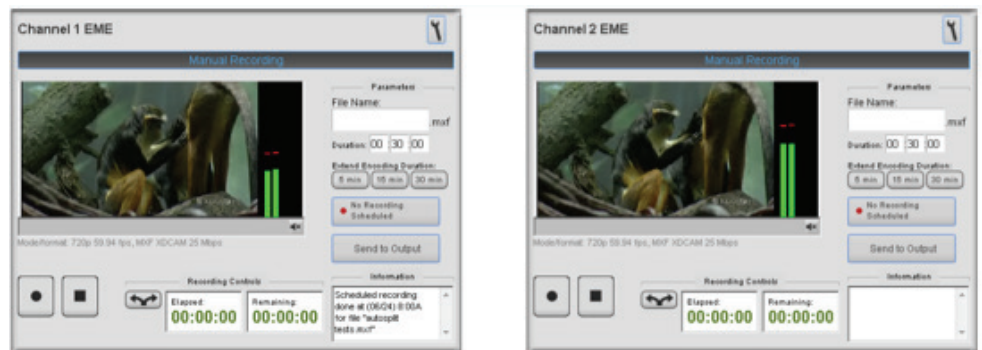 Channel 1 EME
Manual Recording
Parameters
File Name:
.mxf
Duration: 00 :30 :00
Extend Encoding Duration:
5 min 15 min 30 min
No Recording
Scheduled
Mode/format: 720p 59.94 fps, MXF XDCAM 25 Mbps
Send to Output
Recording Controls
Elapsed:
00:00:00
Remaining:
00:00:00
Information
Scheduled recording
done at (06/24) 8:00A
for file "autosplit
tests.mxf".
Channel 2 EME
Manual Recording
Parameters
File Name:
.mxf
Duration: 00 :30 :00
Extend Encoding Duration:
5 min 15 min 30 min
No Recording
Scheduled
Mode/format: 720p 59.94 fps, MXF XDCAM 25 Mbps
Send to Output
Recording Controls
Elapsed:
00:00:00
Remaining:
00:00:00
Information